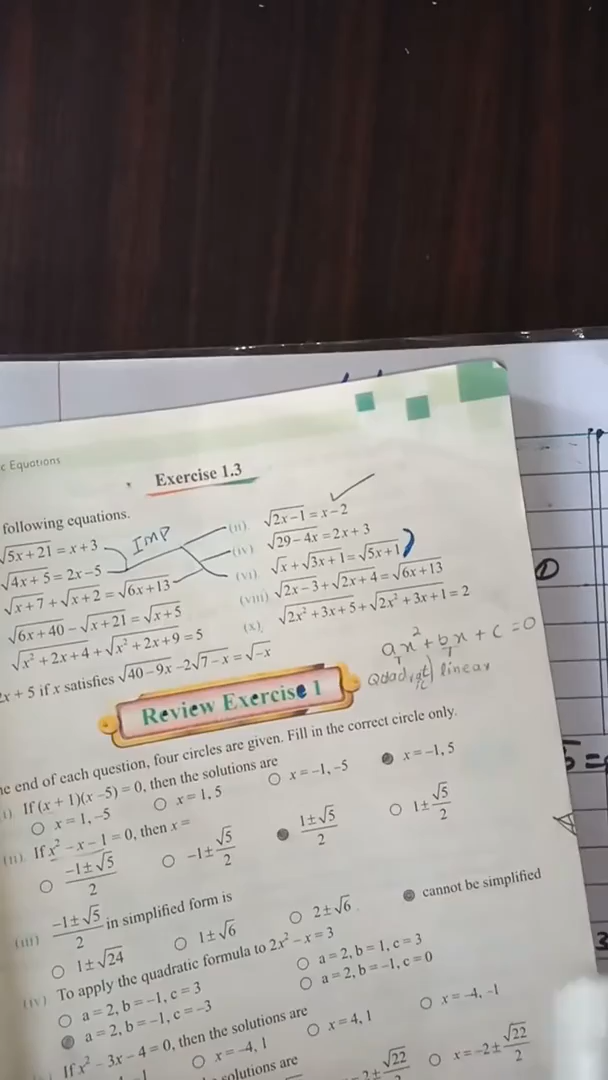 c Equations
Exercise 1.3
following equations.
√5x+21 = x+3
IMP
(ii) √2x−1 = x−2
√4x+5 = 2x−5
(iv) √29−4x = 2x+3
√x+7 + √x+2 = √6x+13
(vi) √x + √3x+1 = √5x+1
√6x+40 − √x+21 = √x+5
(viii) √2x−3 + √2x+4 = √6x+13
√x²+2x+4 + √x²+2x+9 = 5
(x) √2x²+3x+5 + √2x²+3x+1 = 2
2x + 5 if x satisfies √40−9x − 2√7−x = √−x
ax² + bx + c = 0
linear
Review Exercise 1
he end of each question, four circles are given. Fill in the correct circle only.
If (x + 1)(x −5) = 0, then the solutions are
x = 1, −5
x = 1, 5
x = −1, −5
x = −1, 5
(ii) If x² − x − 1 = 0, then x =
−1±√5/2
−1±√5/2
1±√5/2
1±√5/2
(iii) −1±√5/2 in simplified form is
1±√24
1±√6
2±√6
cannot be simplified
(iv) To apply the quadratic formula to 2x² − x = 3
a = 2, b = −1, c = 3
a = 2, b = 1, c = 3
a = 2, b = −1, c = −3
a = 2, b = −1, c = 0
If x² − 3x − 4 = 0, then the solutions are
x = −4, 1
x = 4, 1
x = −4, −1
solutions are
√22
x = −2±√22/2